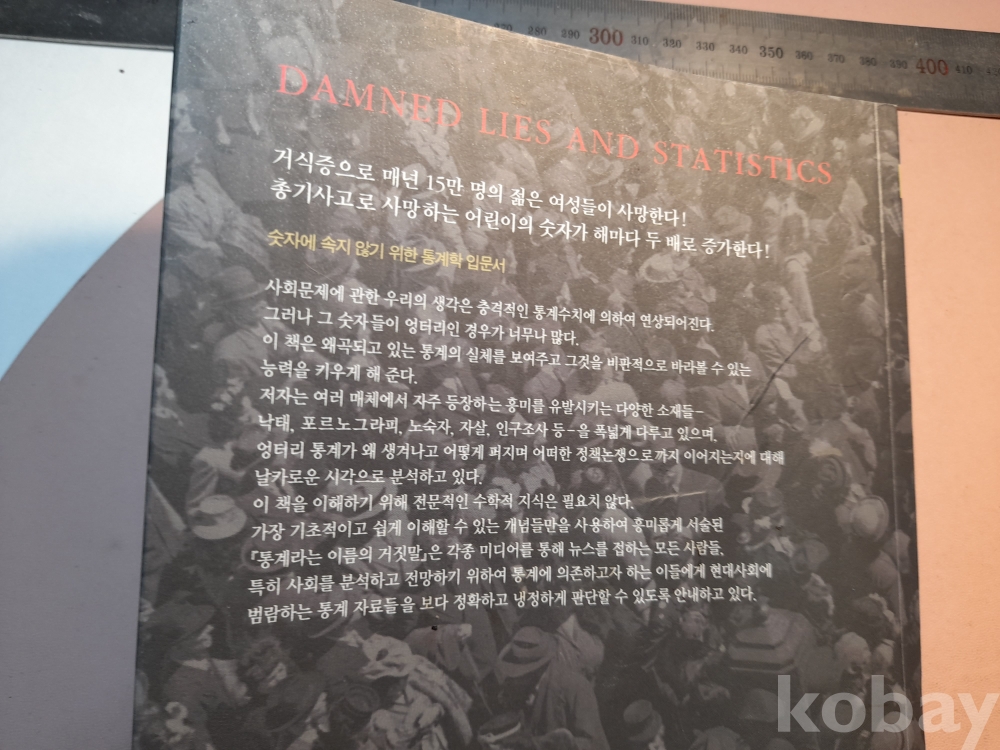 280 290 300 310 320 330 340 350 360 370 380 390 400 410
DAMNED LIES AND STATISTICS
거식증으로 매년 15만 명의 젊은 여성들이 사망한다!
총기사고로 사망하는 어린이의 숫자가 해마다 두 배로 증가한다!
숫자에 속지 않기 위한 통계학 입문서
사회문제에 관한 우리의 생각은 충격적인 통계수치에 의하여 연상되어진다.
그러나 그 숫자들이 엉터리인 경우가 너무나 많다.
이 책은 왜곡되고 있는 통계의 실체를 보여주고 그것을 비판적으로 바라볼 수 있는
능력을 키우게 해 준다.
저자는 여러 매체에서 자주 등장하는 흥미를 유발시키는 다양한 소재들-
낙태, 포르노그라피, 노숙자, 자살, 인구조사 등-을 폭넓게 다루고 있으며,
엉터리 통계가 왜 생겨나고 어떻게 퍼지며 어떠한 정책논쟁으로까지 이어지는지에 대해
날카로운 시각으로 분석하고 있다.
이 책을 이해하기 위해 전문적인 수학적 지식은 필요치 않다.
가장 기초적이고 쉽게 이해할 수 있는 개념들만을 사용하여 흥미롭게 서술된
『통계라는 이름의 거짓말』은 각종 미디어를 통해 뉴스를 접하는 모든 사람들,
특히 사회를 분석하고 전망하기 위하여 통계에 의존하고자 하는 이들에게 현대사회에
범람하는 통계 자료들을 보다 정확하고 냉정하게 판단할 수 있도록 안내하고 있다.
kobay